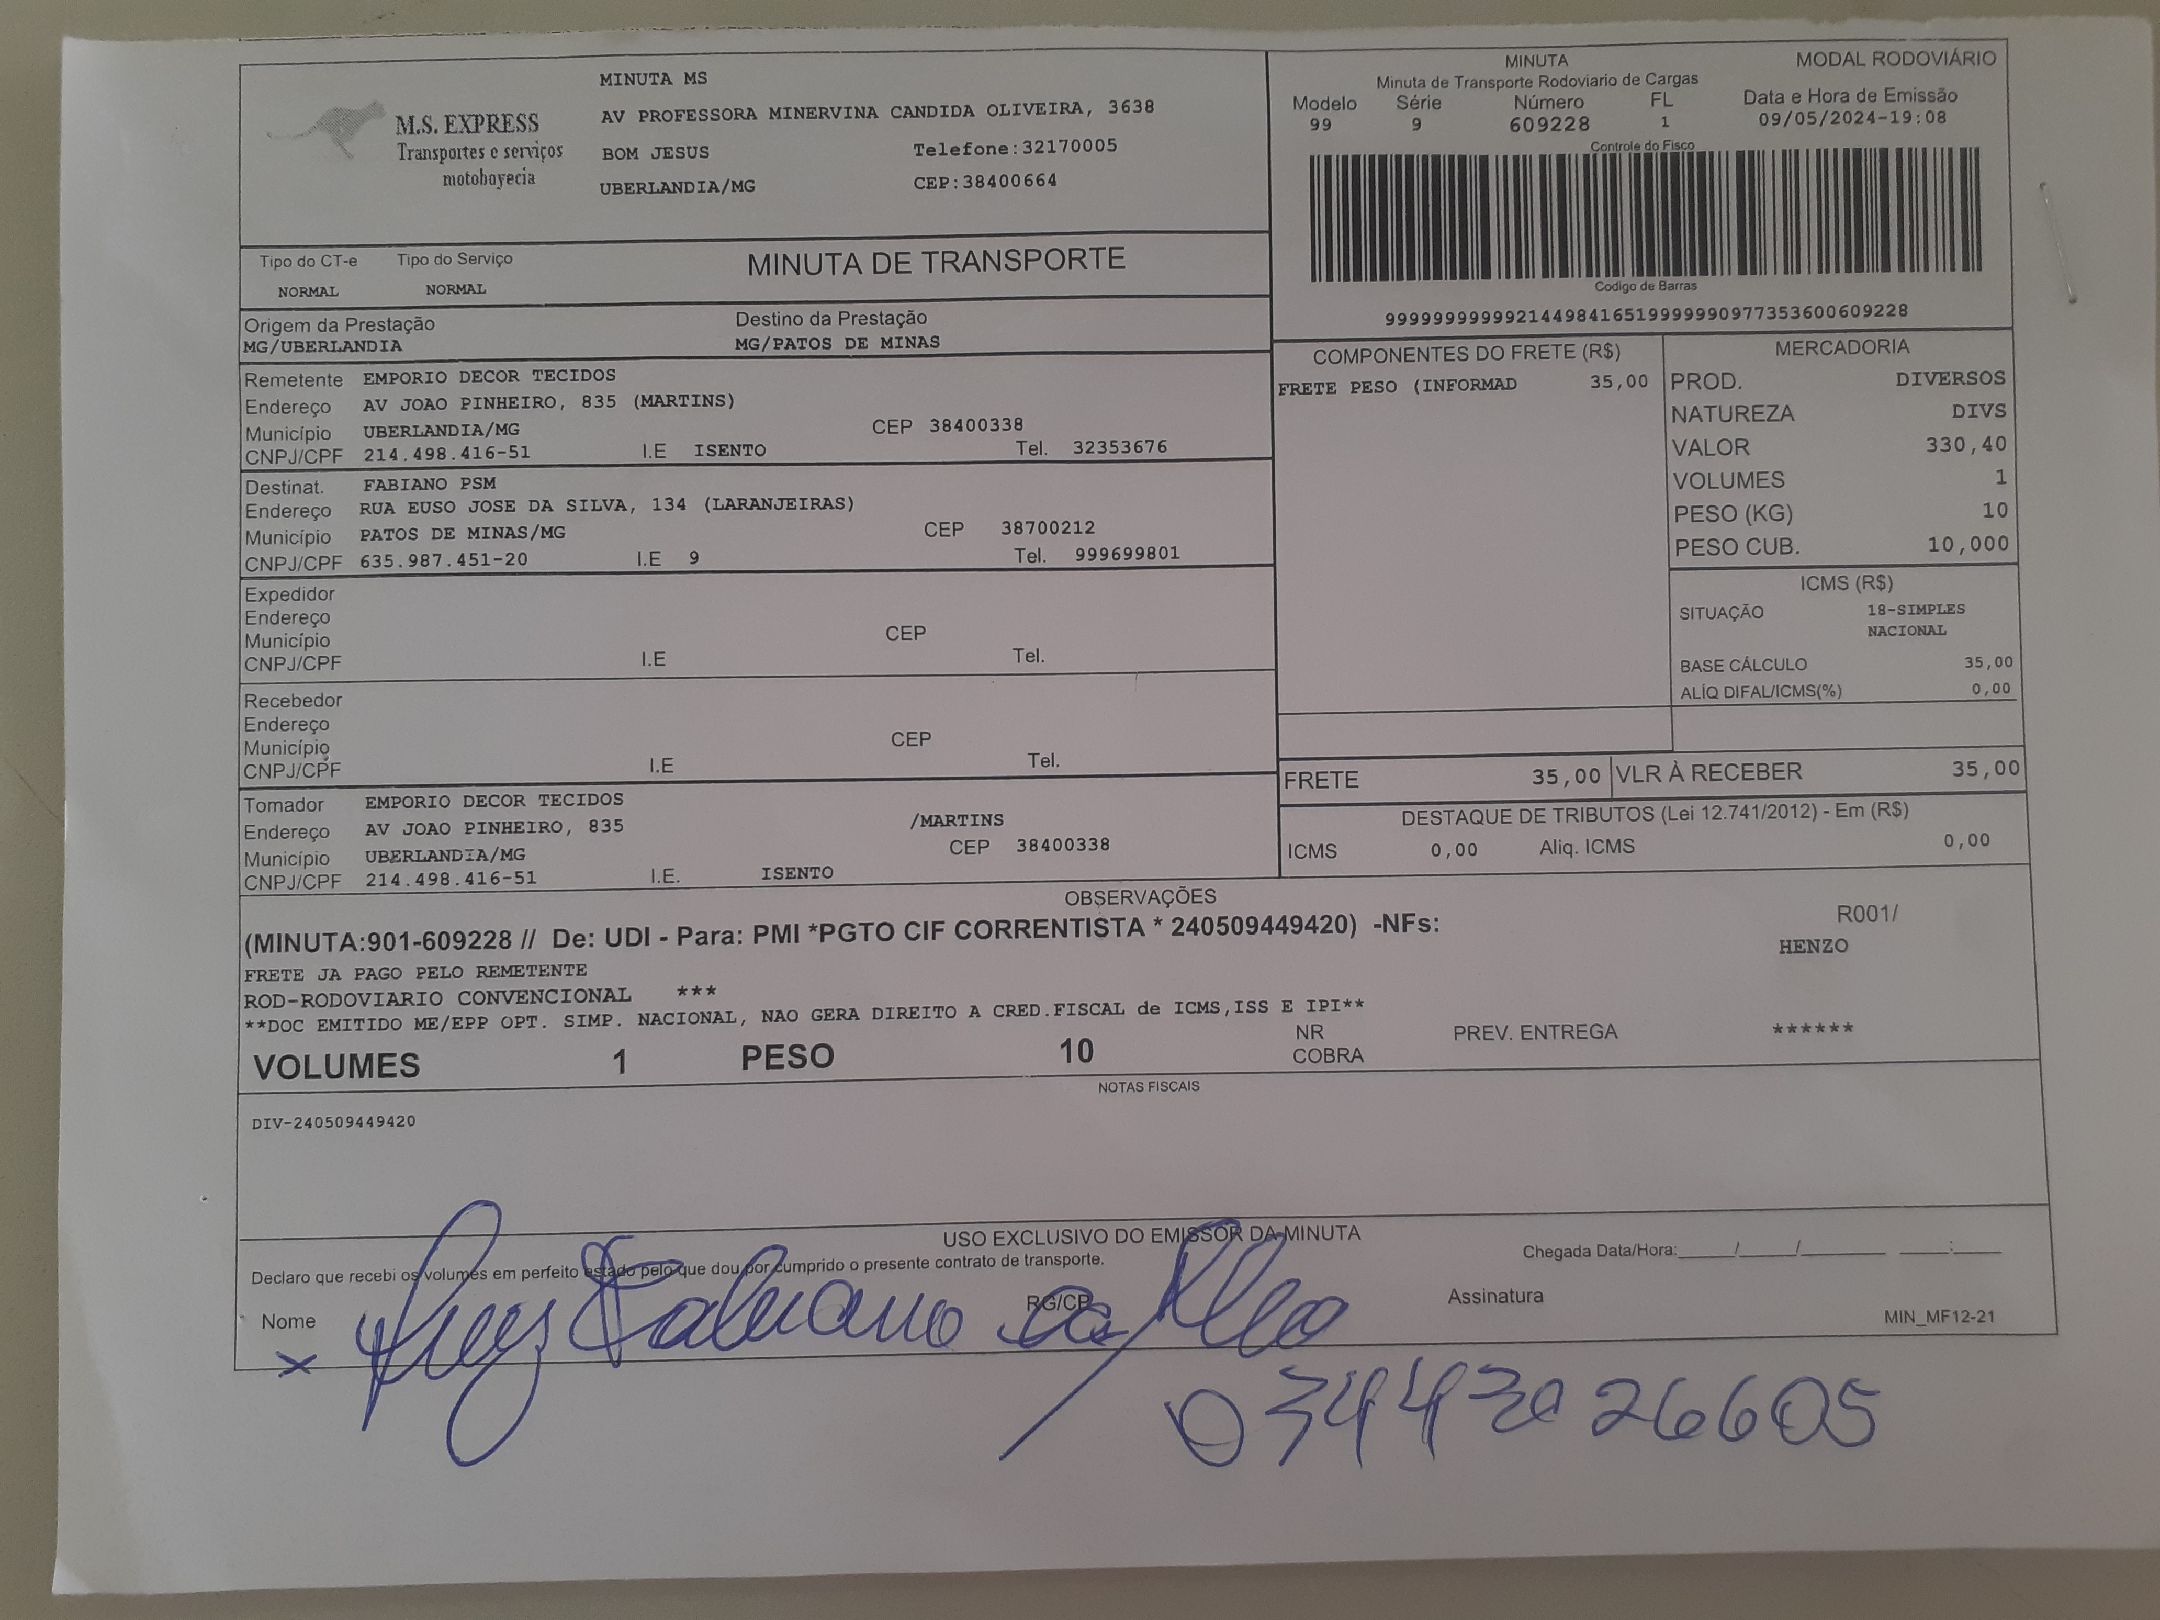 M.S. EXPRESS
Transportes e serviços
motoboyecia
MINUTA MS
AV PROFESSORA MINERVINA CANDIDA OLIVEIRA, 3638
BOM JESUS Telefone:32170005
UBERLANDIA/MG CEP:38400664
MINUTA MODAL RODOVIÁRIO
Minuta de Transporte Rodoviario de Cargas
Modelo Série Número FL Data e Hora de Emissão
99 9 609228 1 09/05/2024-19:08
Controle do Fisco
Codigo de Barras
Tipo do CT-e Tipo do Serviço MINUTA DE TRANSPORTE
NORMAL NORMAL
Origem da Prestação Destino da Prestação
MG/UBERLANDIA MG/PATOS DE MINAS
Remetente EMPORIO DECOR TECIDOS
Endereço AV JOAO PINHEIRO, 835 (MARTINS)
Município UBERLANDIA/MG CEP 38400338
CNPJ/CPF 214.498.416-51 I.E ISENTO Tel. 32353676
Destinat. FABIANO PSM
Endereço RUA EUSO JOSE DA SILVA, 134 (LARANJEIRAS)
Município PATOS DE MINAS/MG CEP 38700212
CNPJ/CPF 635.987.451-20 I.E 9 Tel. 999699801
Expedidor
Endereço
Município CEP
CNPJ/CPF I.E Tel.
Recebedor
Endereço
Município CEP
CNPJ/CPF I.E Tel.
Tomador EMPORIO DECOR TECIDOS
Endereço AV JOAO PINHEIRO, 835 /MARTINS
Município UBERLANDIA/MG CEP 38400338
CNPJ/CPF 214.498.416-51 I.E. ISENTO
COMPONENTES DO FRETE (R$)
FRETE PESO (INFORMAD 35,00
MERCADORIA
PROD. DIVERSOS
NATUREZA DIVS
VALOR 330,40
VOLUMES 1
PESO (KG) 10
PESO CUB. 10,000
ICMS (R$)
SITUAÇÃO 18-SIMPLES
NACIONAL
BASE CÁLCULO 35,00
ALÍQ DIFAL/ICMS(%) 0,00
FRETE 35,00 VLR À RECEBER 35,00
DESTAQUE DE TRIBUTOS (Lei 12.741/2012) - Em (R$)
ICMS 0,00 Aliq. ICMS 0,00
OBSERVAÇÕES
(MINUTA:901-609228 // De: UDI - Para: PMI *PGTO CIF CORRENTISTA * 240509449420) -NFs: R001/
HENZO
FRETE JA PAGO PELO REMETENTE
ROD-RODOVIARIO CONVENCIONAL ***
**DOC EMITIDO ME/EPP OPT. SIMP. NACIONAL, NAO GERA DIREITO A CRED.FISCAL de ICMS,ISS E IPI**
VOLUMES 1 PESO 10 NR PREV. ENTREGA ******
COBRA
NOTAS FISCAIS
DIV-240509449420
USO EXCLUSIVO DO EMISSOR DA MINUTA
Declaro que recebi os volumes em perfeito estado pelo que dou por cumprido o presente contrato de transporte. Chegada Data/Hora:_____/_____/_______ ____:____
Nome RG/CP Assinatura MIN_MF12-21
x Fabiano da